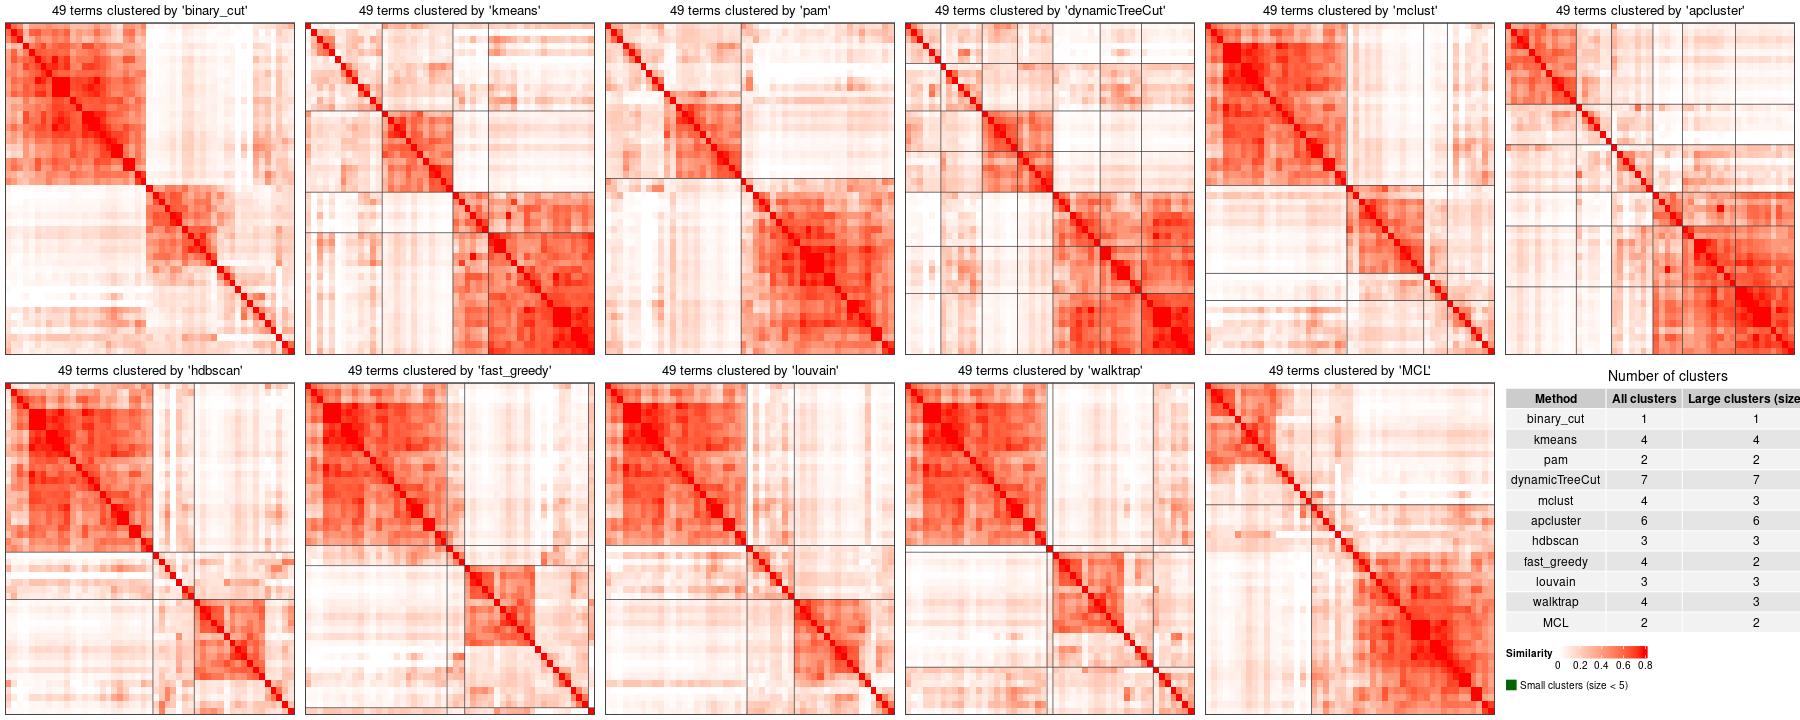 49 terms clustered by 'binary_cut'
49 terms clustered by 'kmeans'
49 terms clustered by 'pam'
49 terms clustered by 'dynamicTreeCut'
49 terms clustered by 'mclust'
49 terms clustered by 'apcluster'
49 terms clustered by 'hdbscan'
49 terms clustered by 'fast_greedy'
49 terms clustered by 'louvain'
49 terms clustered by 'walktrap'
49 terms clustered by 'MCL'
Number of clusters
Method All clusters Large clusters (size
binary_cut 1 1
kmeans 4 4
pam 2 2
dynamicTreeCut 7 7
mclust 4 3
apcluster 6 6
hdbscan 3 3
fast_greedy 4 2
louvain 3 3
walktrap 4 3
MCL 2 2
Similarity
0 0.2 0.4 0.6 0.8
Small clusters (size < 5)